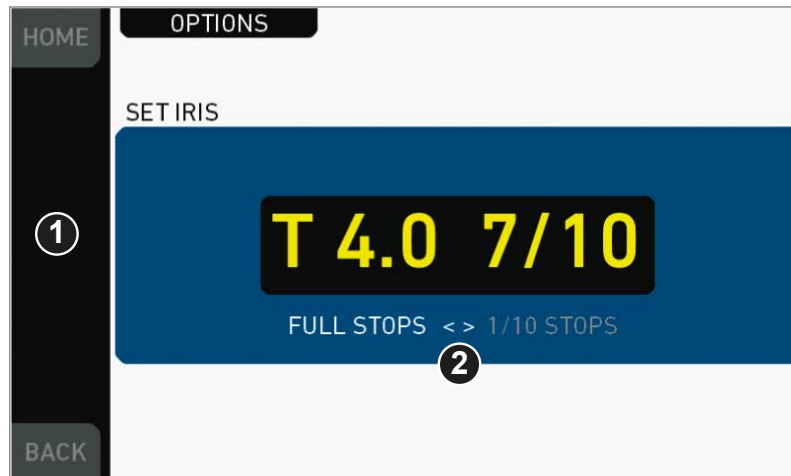 HOME
OPTIONS
SET IRIS
1
T 4.0 7/10
FULL STOPS < > 1/10 STOPS
2
BACK